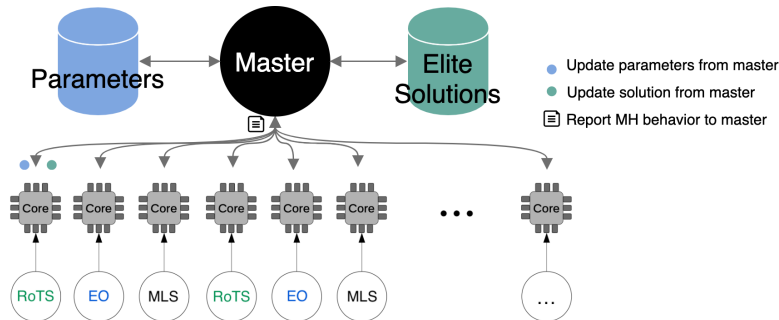 Parameters
Master
Elite
Solutions
Update parameters from master
Update solution from master
Report MH behavior to master
Core Core Core Core Core Core ... Core
RoTS EO MLS RoTS EO MLS ...